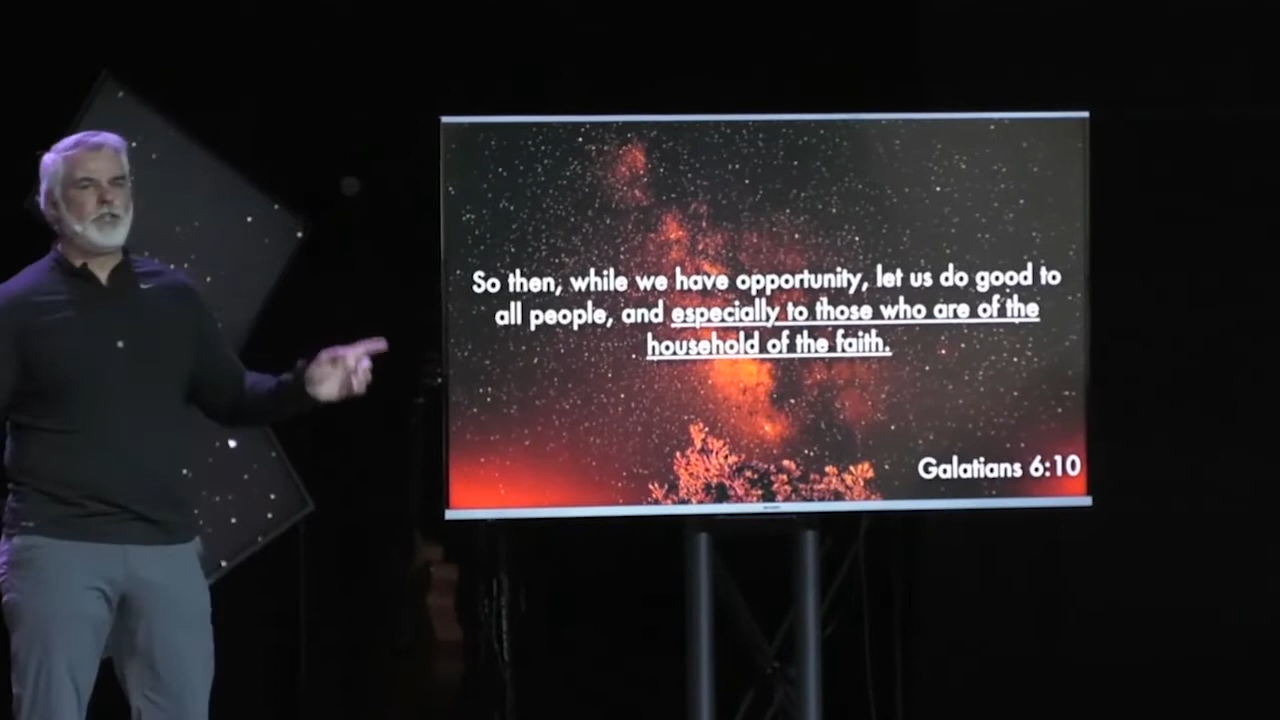 So then, while we have opportunity, let us do good to
all people, and especially to those who are of the
household of the faith.
Galatians 6:10